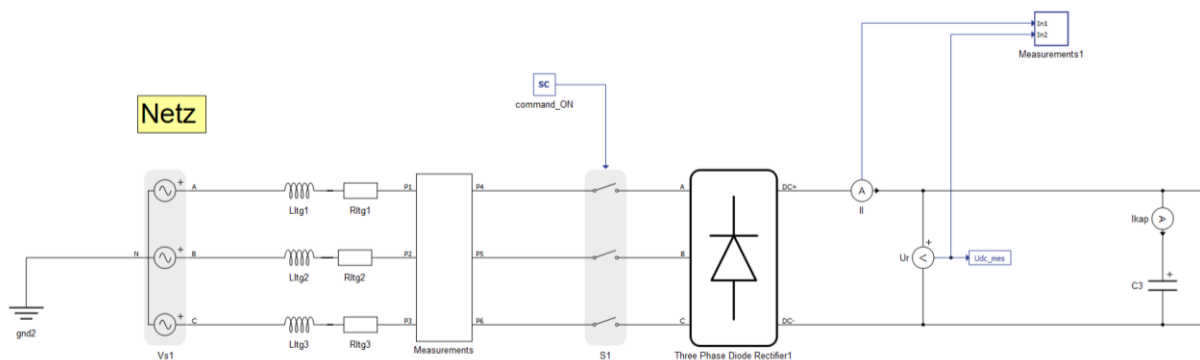 In1
In2
Measurements1
SC
command_ON
Netz
A
Lltg1
Rltg1
P1
P4
A
DC+
A
Il
Ikap
A
N
B
Lltg2
Rltg2
P2
P5
B
Ur
V
Udc_mes
C3
gnd2
C
Lltg3
Rltg3
P3
P6
C
DC-
Vs1
Measurements
S1
Three Phase Diode Rectifier1